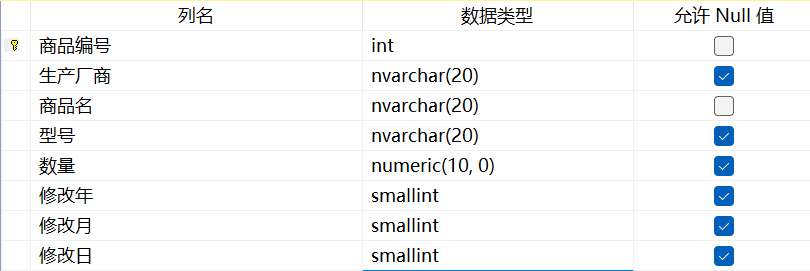 列名 数据类型 允许 Null 值
商品编号 int
生产厂商 nvarchar(20)
商品名 nvarchar(20)
型号 nvarchar(20)
数量 numeric(10, 0)
修改年 smallint
修改月 smallint
修改日 smallint